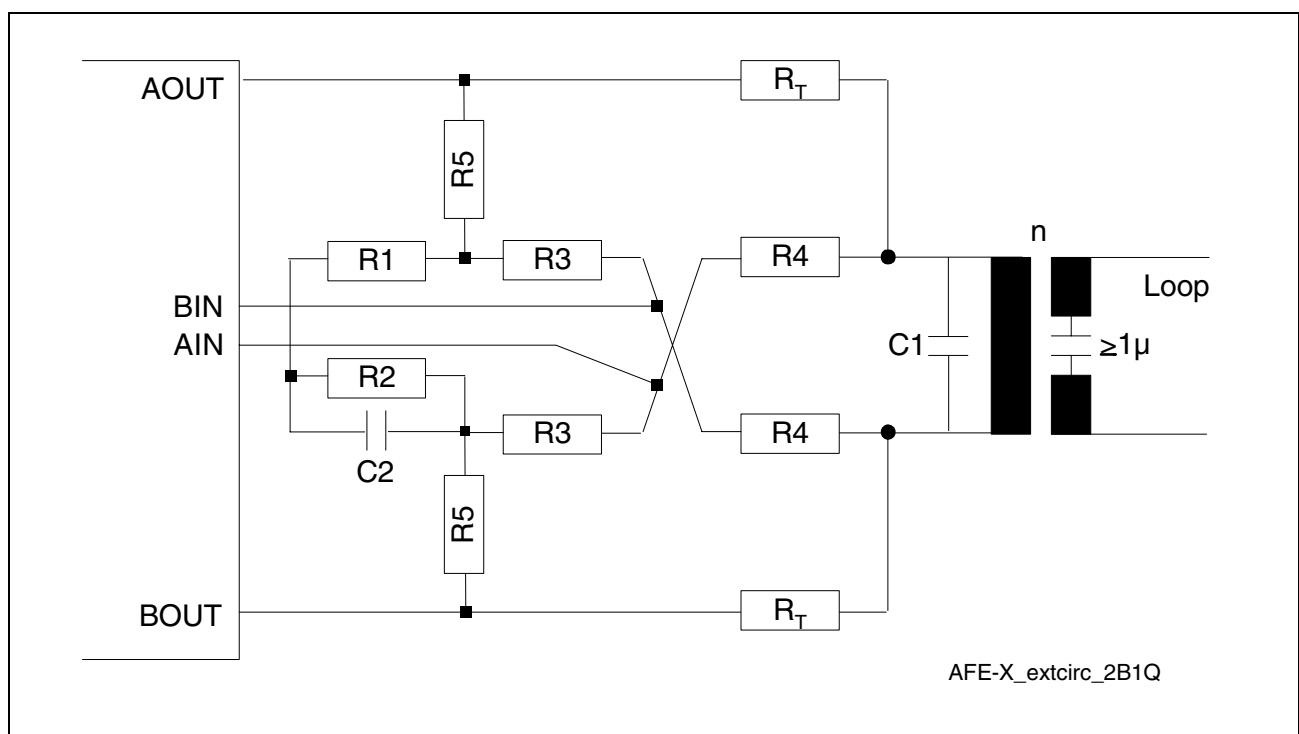 AOUT
R_T
R5
n
R1
R3
R4
BIN
Loop
AIN
C1
≥1µ
R2
R3
R4
C2
R5
BOUT
R_T
AFE-X_extcirc_2B1Q